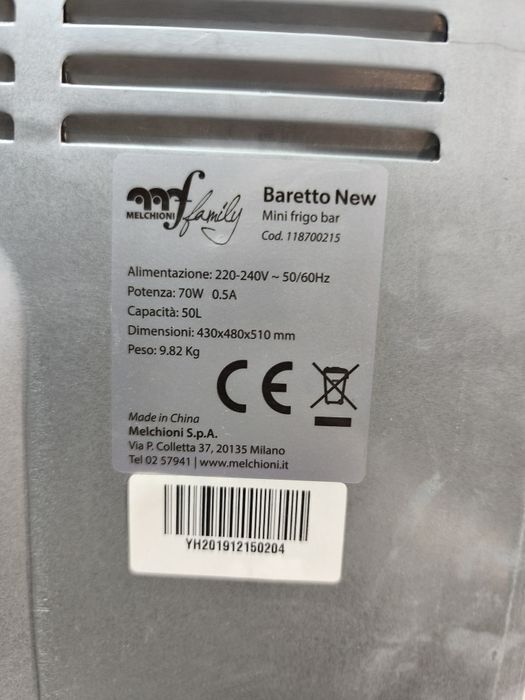 MELCHIONI family
Baretto New
Mini frigo bar
Cod. 118700215
Alimentazione: 220-240V ~ 50/60Hz
Potenza: 70W 0.5A
Capacità: 50L
Dimensioni: 430x480x510 mm
Peso: 9.82 Kg
CE
Made in China
Melchioni S.p.A.
Via P. Colletta 37, 20135 Milano
Tel 02 57941 | www.melchioni.it
YH201912150204